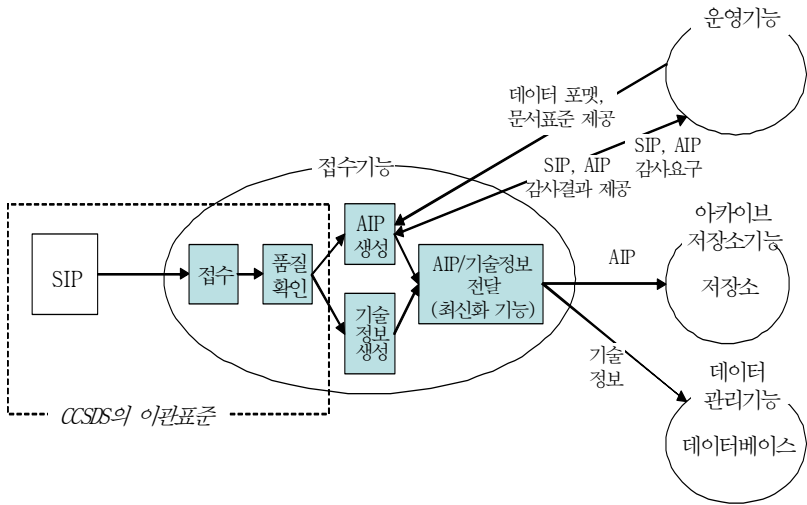 운영기능
데이터 포맷,
문서표준 제공
SIP, AIP
감사요구
SIP, AIP
감사결과 제공
접수기능
SIP
접수
품질
확인
AIP
생성
기술
정보
생성
AIP/기술정보
전달
(최신화 기능)
AIP
아카이브
저장소기능
저장소
기술
정보
데이터
관리기능
데이터베이스
CCSDS의 이관표준